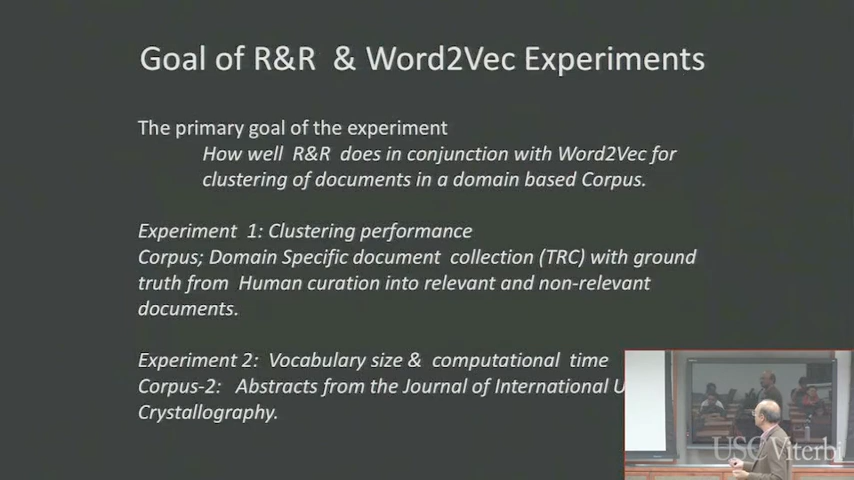 Goal of R&R & Word2Vec Experiments
The primary goal of the experiment
How well R&R does in conjunction with Word2Vec for
clustering of documents in a domain based Corpus.
Experiment 1: Clustering performance
Corpus; Domain Specific document collection (TRC) with ground
truth from Human curation into relevant and non-relevant
documents.
Experiment 2: Vocabulary size & computational time
Corpus-2: Abstracts from the Journal of International U
Crystallography.
USC Viterbi